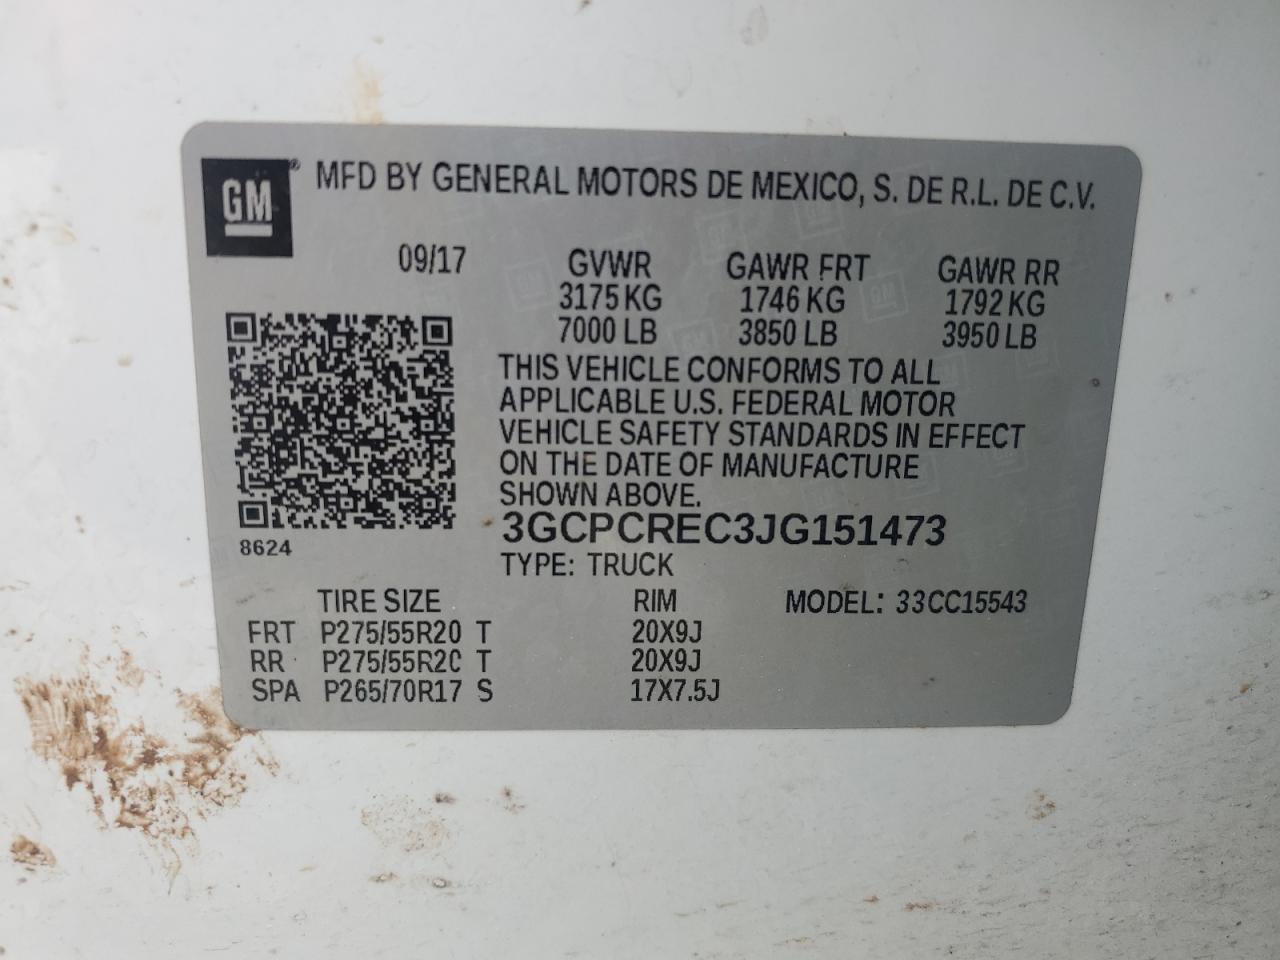 GM® MFD BY GENERAL MOTORS DE MEXICO, S. DE R.L. DE C.V.
09/17 GVWR GAWR FRT GAWR RR
3175 KG 1746 KG 1792 KG
7000 LB 3850 LB 3950 LB
THIS VEHICLE CONFORMS TO ALL
APPLICABLE U.S. FEDERAL MOTOR
VEHICLE SAFETY STANDARDS IN EFFECT
ON THE DATE OF MANUFACTURE
SHOWN ABOVE.
3GCPCREC3JG151473
8624
TYPE: TRUCK
TIRE SIZE RIM MODEL: 33CC15543
FRT P275/55R20 T 20X9J
RR P275/55R20 T 20X9J
SPA P265/70R17 S 17X7.5J